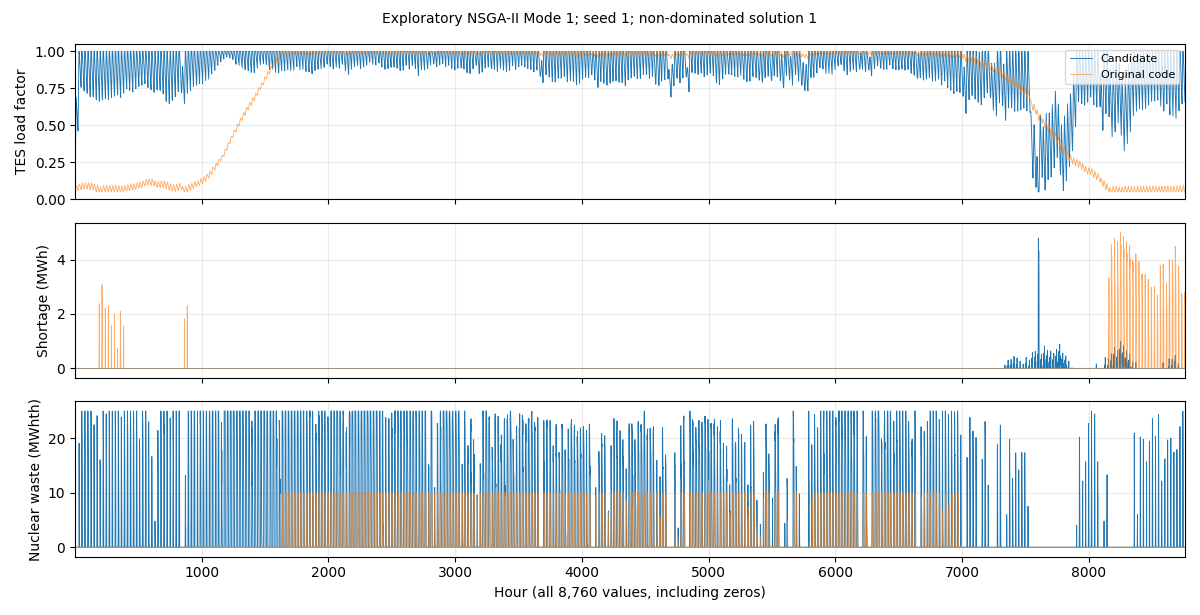 Exploratory NSGA-II Mode 1; seed 1; non-dominated solution 1
TES load factor
1.00
0.75
0.50
0.25
0.00
Candidate
Original code
Shortage (MWh)
4
2
0
Nuclear waste (MWhh)
20
10
0
1000 2000 3000 4000 5000 6000 7000 8000
Hour (all 8,760 values, including zeros)